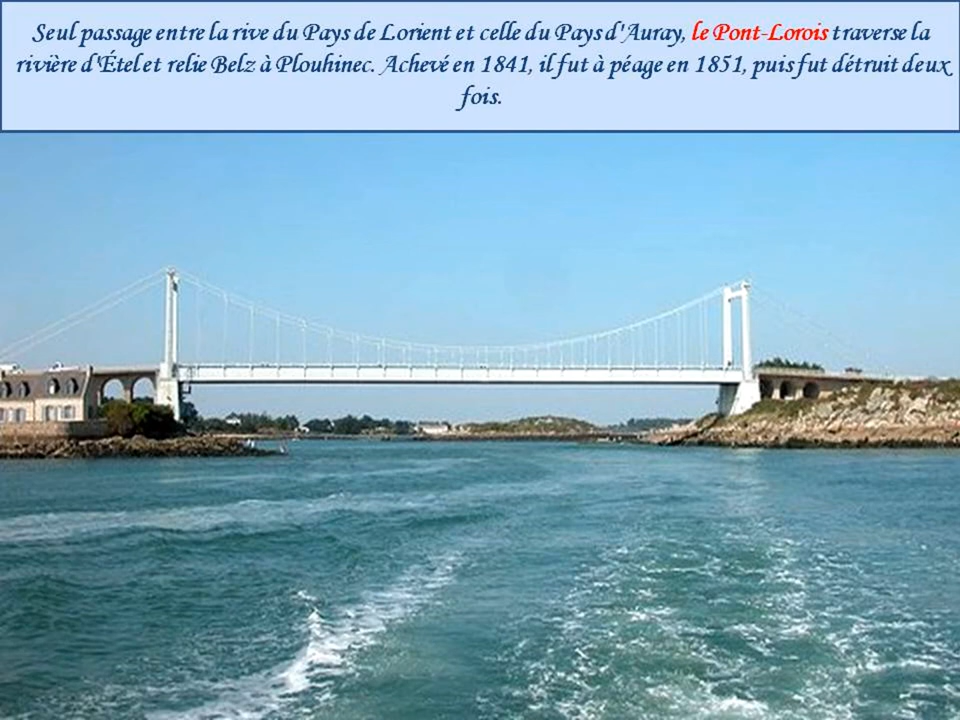 Seul passage entre la rive du Pays de Lorient et celle du Pays d'Auray, le Pont-Lorois traverse la
rivière d'Étel et relie Belz à Plouhinec. Achevé en 1841, il fut à péage en 1851, puis fut détruit deux
fois.